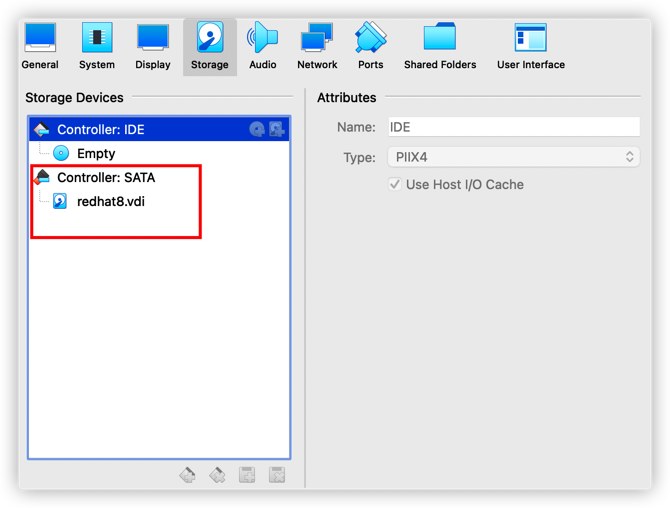 General System Display Storage Audio Network Ports Shared Folders User Interface
Storage Devices
Controller: IDE
Empty
Controller: SATA
redhat8.vdi
Attributes
Name: IDE
Type: PIIX4
Use Host I/O Cache